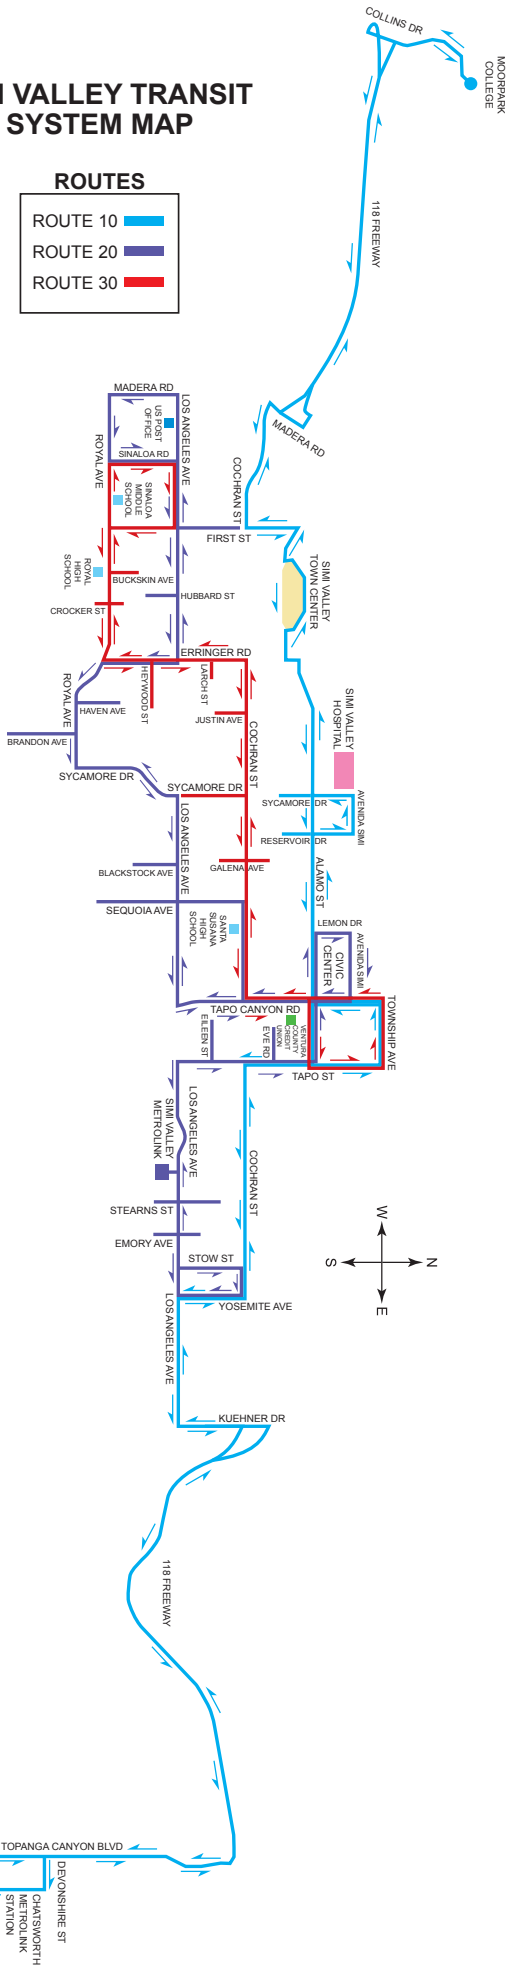 I VALLEY TRANSIT
SYSTEM MAP
ROUTES
ROUTE 10
ROUTE 20
ROUTE 30
COLLINS DR
MOORPARK
COLLEGE
118 FREEWAY
MADERA RD
COCHRAN ST
FIRST ST
SIMI VALLEY
TOWN CENTER
MADERA RD
LOS ANGELES AVE
US POST
OFFICE
SINALOA RD
ROYAL AVE
SINALOA
MIDDLE
SCHOOL
ROYAL
HIGH
SCHOOL
BUCKSKIN AVE
CROCKER ST
HUBBARD ST
ERRINGER RD
HEYWOOD ST
LARCH ST
JUSTIN AVE
ROYAL AVE
HAVEN AVE
BRANDON AVE
SYCAMORE DR
SYCAMORE DR
COCHRAN ST
SIMI VALLEY
HOSPITAL
SYCAMORE DR
AVENIDA SIMI
RESERVOIR DR
ALAMO ST
LOS ANGELES AVE
BLACKSTOCK AVE
GALENA AVE
SEQUOIA AVE
SANTA
SUSANA
HIGH
SCHOOL
LEMON DR
CIVIC
CENTER
AVENIDA SIMI
TAPO CANYON RD
TOWNSHIP AVE
EILEEN ST
EVE RD
VENTURA
COUNTY
CREDIT
UNION
TAPO ST
LOS ANGELES AVE
SIMI VALLEY
METROLINK
COCHRAN ST
STEARNS ST
EMORY AVE
STOW ST
YOSEMITE AVE
LOS ANGELES AVE
W
S
N
E
KUEHNER DR
118 FREEWAY
TOPANGA CANYON BLVD
DEVONSHIRE ST
CHATSWORTH
METROLINK
STATION